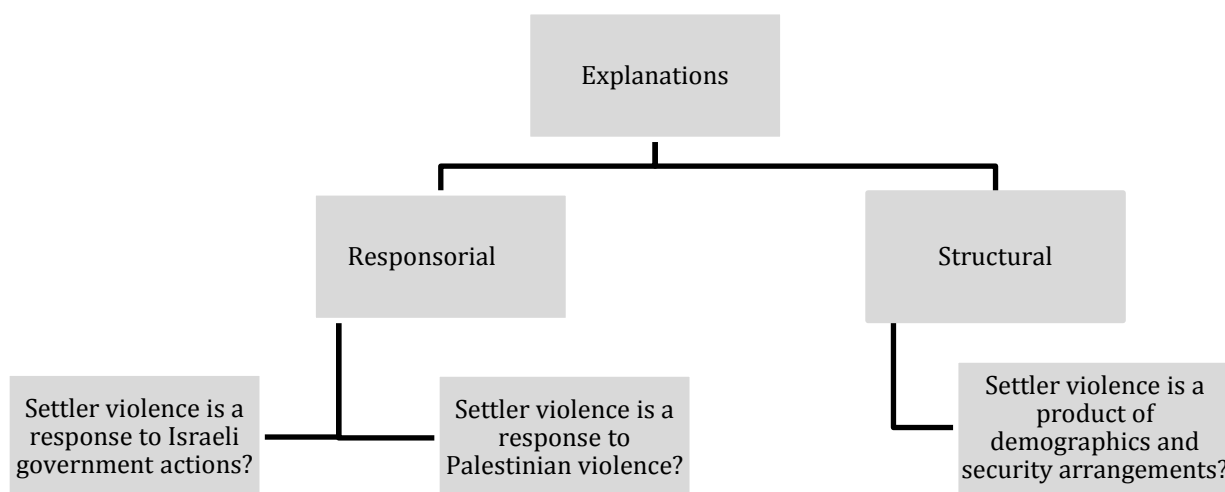 Explanations
Responsorial
Structural
Settler violence is a
response to Israeli
government actions?
Settler violence is a
response to
Palestinian violence?
Settler violence is a
product of
demographics and
security arrangements?